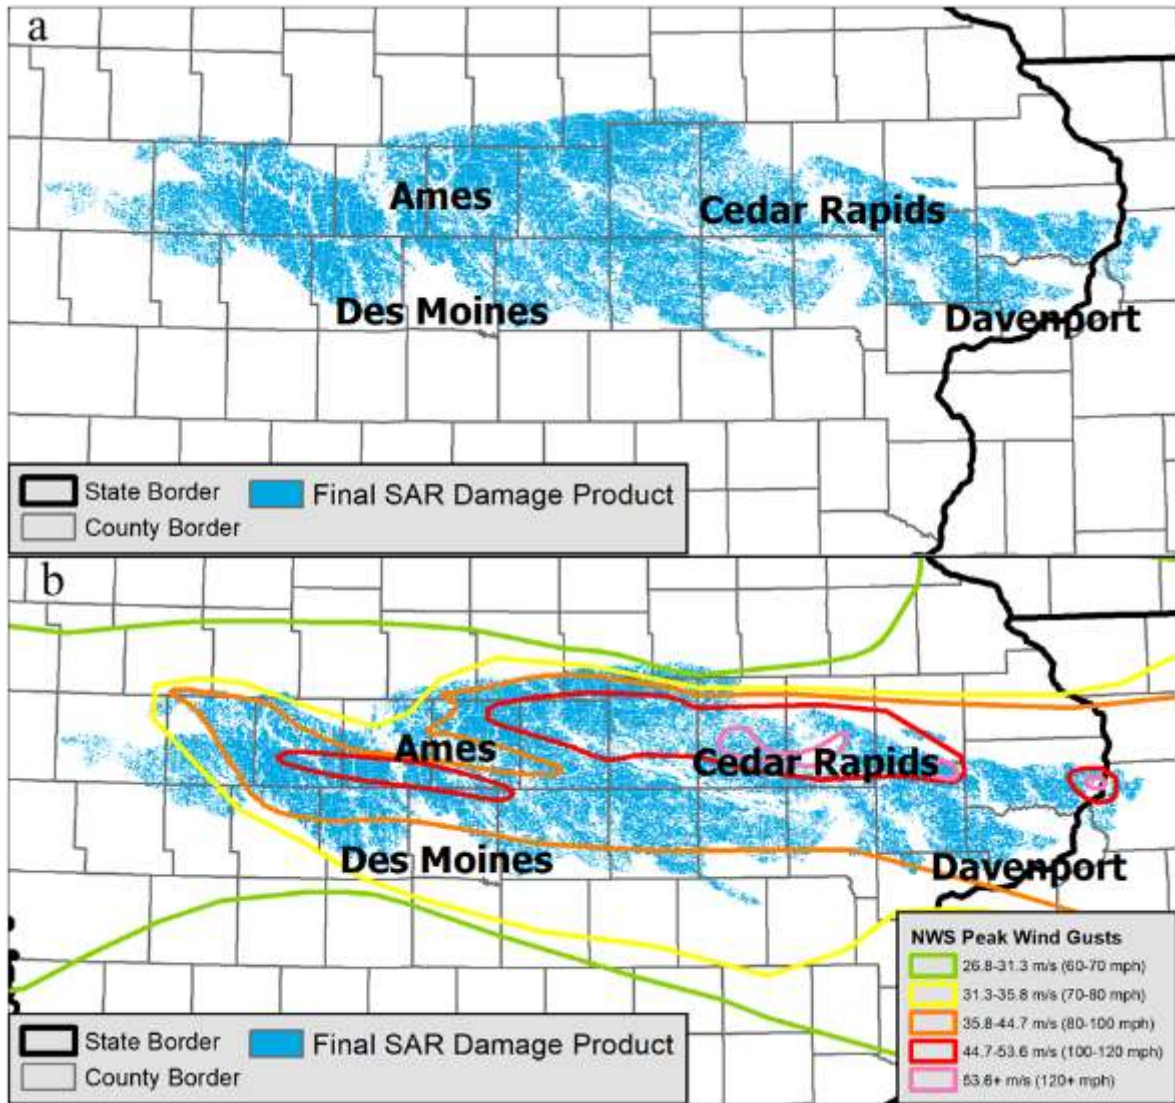 a
Ames
Cedar Rapids
Des Moines
Davenport
State Border
Final SAR Damage Product
County Border
b
Ames
Cedar Rapids
Des Moines
Davenport
NWS Peak Wind Gusts
26.8-31.3 m/s (60-70 mph)
31.3-35.8 m/s (70-80 mph)
35.8-44.7 m/s (80-100 mph)
44.7-53.6 m/s (100-120 mph)
53.6+ m/s (120+ mph)
State Border
Final SAR Damage Product
County Border